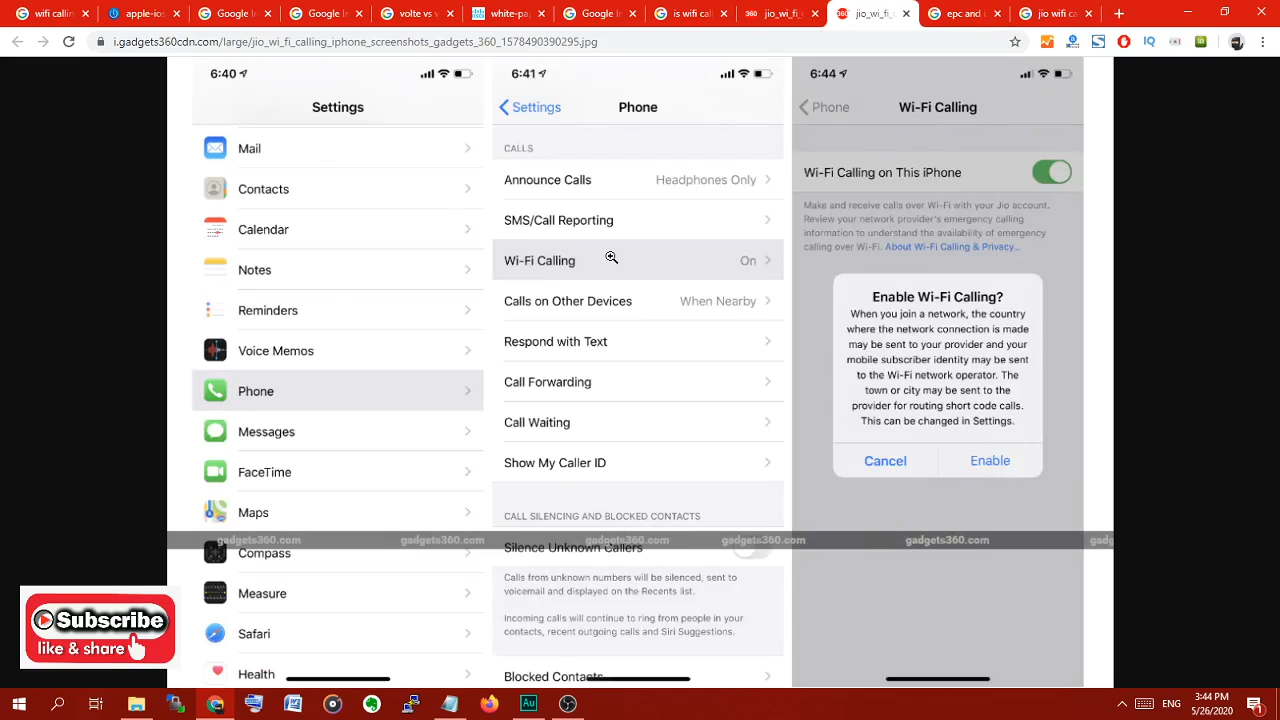 wifi callin
apple-ios
Google In
Google In
volte vs v
white-pap
Google In
is wifi cal
jio_wi_fi_
jio_wi_fi_
epc and i
jio wifi ca
i.gadgets360cdn.com/large/jio_wi_fi_calling_iphone_screenshots_gadgets_360_1578490390295.jpg
6:40
Settings
Mail
Contacts
Calendar
Notes
Reminders
Voice Memos
Phone
Messages
FaceTime
Maps
Compass
Measure
Safari
Health
6:41
Settings Phone
CALLS
Announce Calls Headphones Only
SMS/Call Reporting
Wi-Fi Calling On
Calls on Other Devices When Nearby
Respond with Text
Call Forwarding
Call Waiting
Show My Caller ID
CALL SILENCING AND BLOCKED CONTACTS
Silence Unknown Callers
Calls from unknown numbers will be silenced, sent to
voicemail and displayed on the Recents list.
Incoming calls will continue to ring from people in your
contacts, recent outgoing calls and Siri Suggestions.
Blocked Contacts
6:44
Phone Wi-Fi Calling
Wi-Fi Calling on This iPhone
Make and receive calls over Wi-Fi with your Jio account.
Review your network provider's emergency calling
information to understand the availability of emergency
calling over Wi-Fi. About Wi-Fi Calling & Privacy...
Enable Wi-Fi Calling?
When you join a network, the country
where the network connection is made
may be sent to your provider and your
mobile subscriber identity may be sent
to the Wi-Fi network operator. The
town or city may be sent to the
provider for routing short code calls.
This can be changed in Settings.
Cancel Enable
gadgets360.com gadgets360.com gadgets360.com gadgets360.com gadgets360.com
Subscribe
like & share
Au
ENG
3:44 PM
5/26/2020